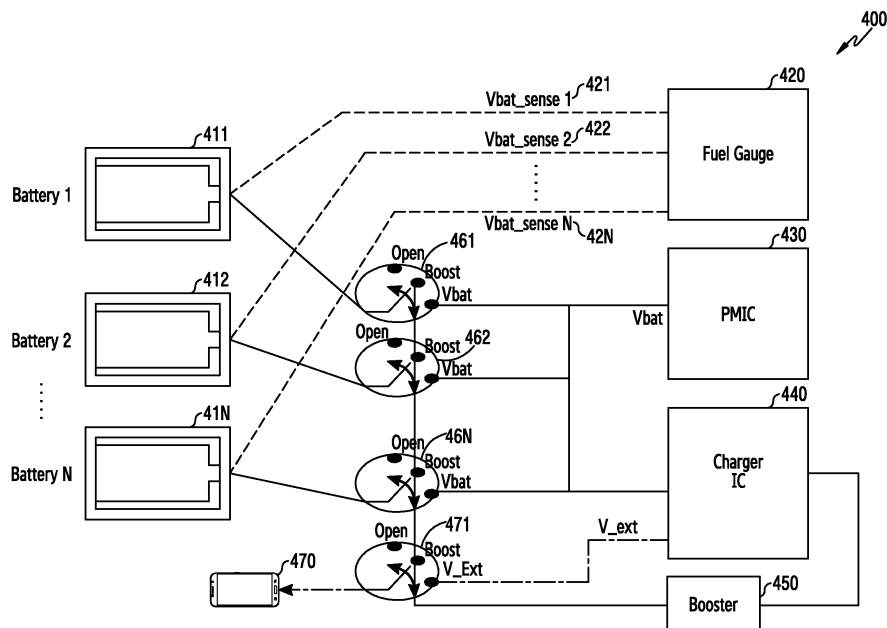 400
420
Vbat_sense 1 421
411
Vbat_sense 2 422
Fuel Gauge
Battery 1
Vbat_sense N
42N
430
Open 461
Boost
412
Vbat
Vbat
PMIC
Open
Boost 462
Battery 2
Vbat
440
41N
Open 46N
Boost
Charger
IC
Battery N
Vbat
V_ext
Open 471
Boost
470
V_Ext
450
Booster